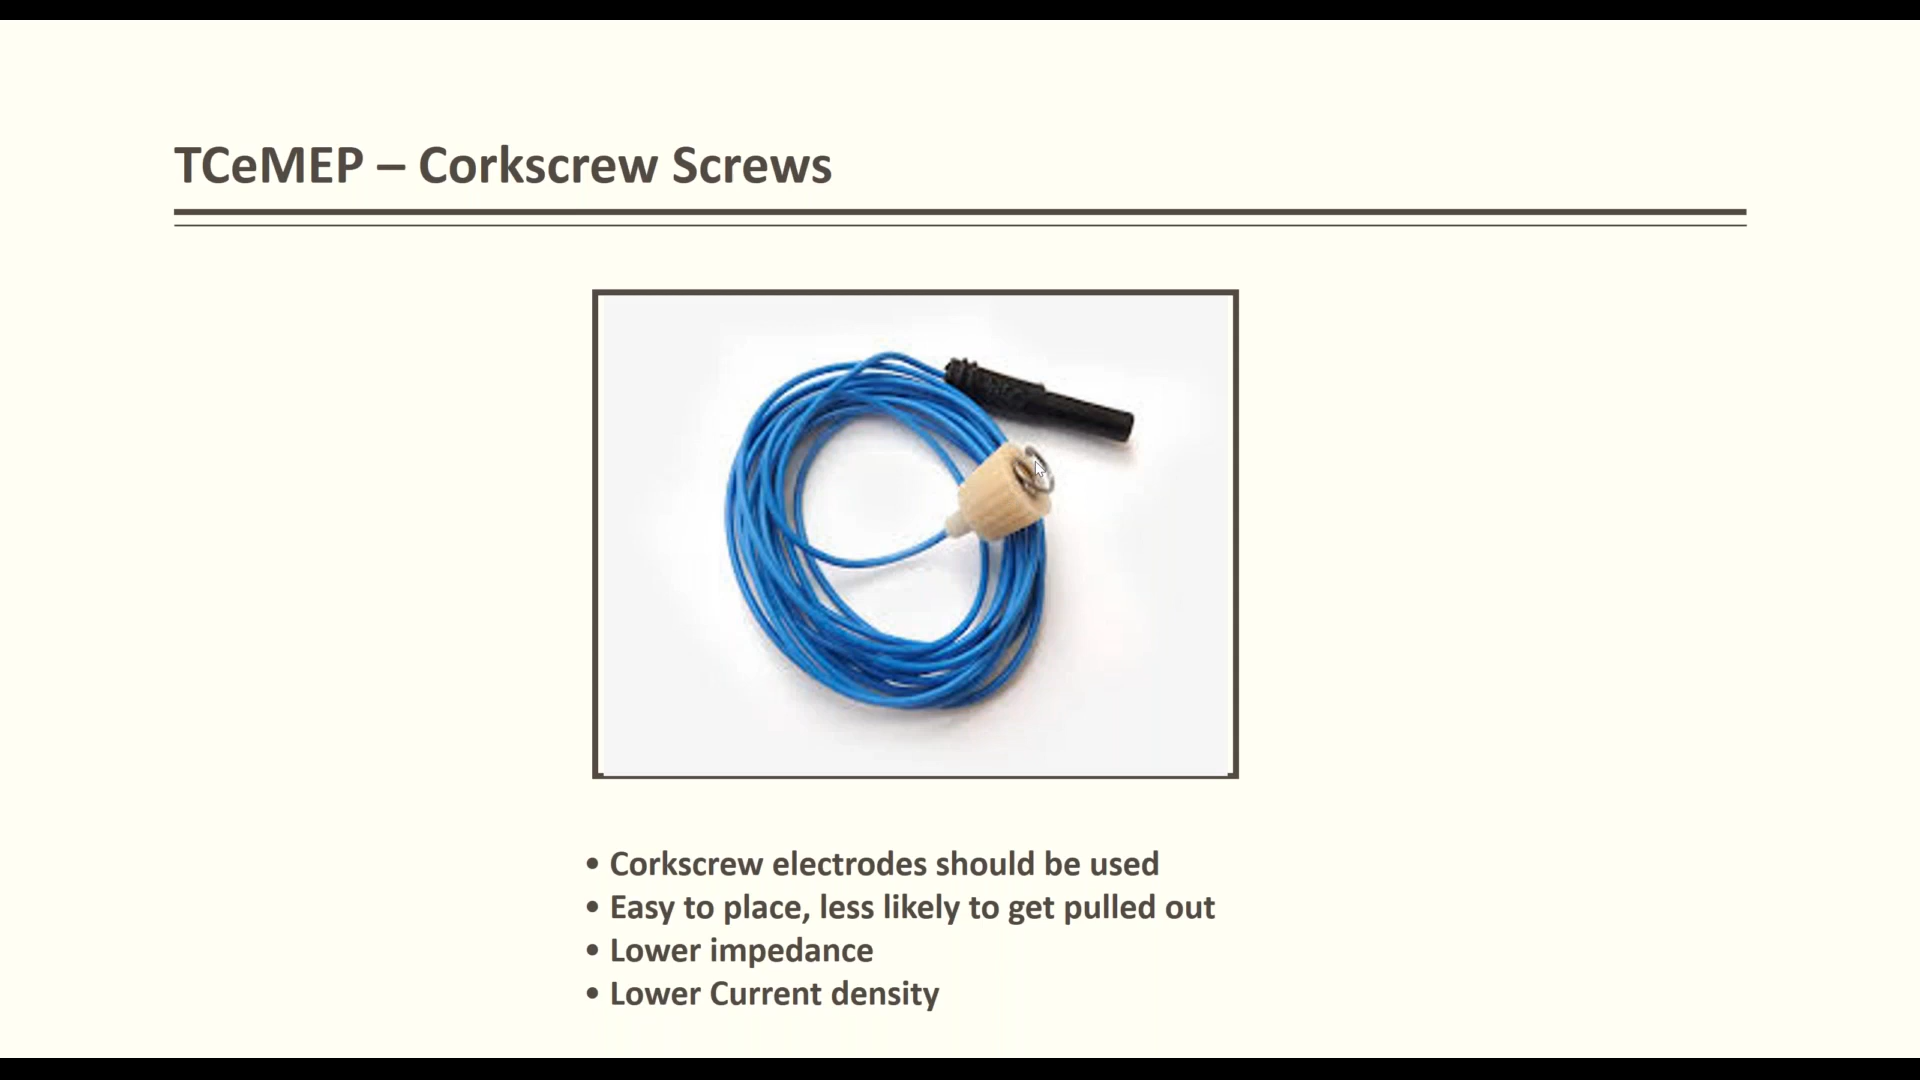 TCeMEP – Corkscrew Screws
• Corkscrew electrodes should be used
• Easy to place, less likely to get pulled out
• Lower impedance
• Lower Current density